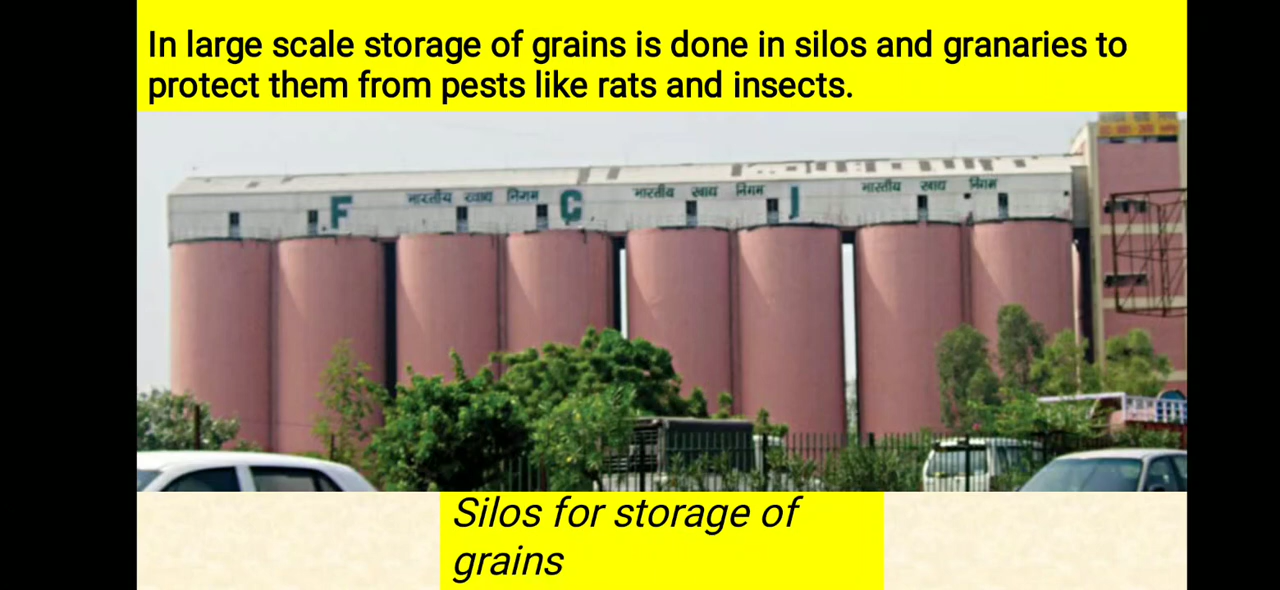 In large scale storage of grains is done in silos and granaries to
protect them from pests like rats and insects.
F भारतीय खाद्य निगम C भारतीय खाद्य निगम I भारतीय खाद्य निगम
Silos for storage of
grains